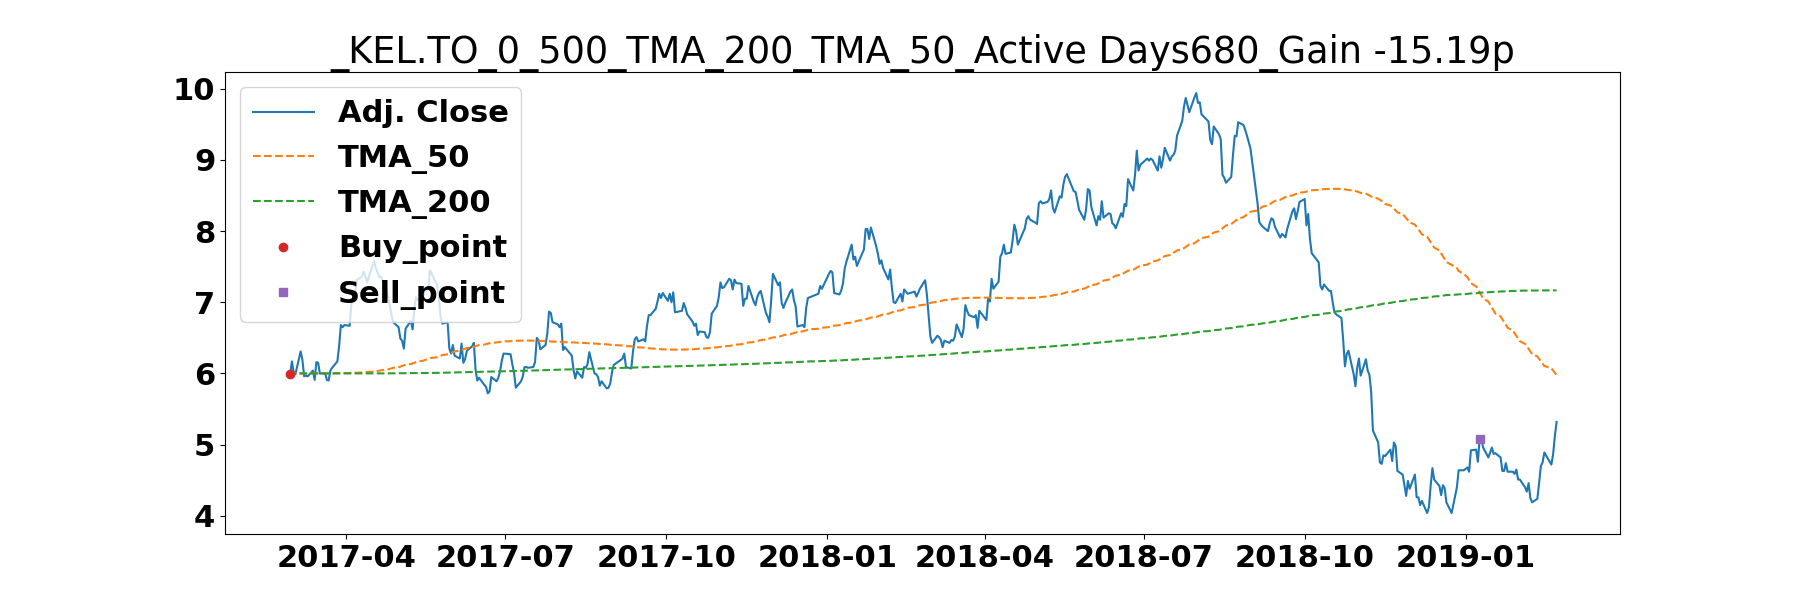 _KEL.TO_0_500_TMA_200_TMA_50_Active Days680_Gain -15.19p
10
9
8
7
6
5
4
Adj. Close
TMA_50
TMA_200
Buy_point
Sell_point
2017-04 2017-07 2017-10 2018-01 2018-04 2018-07 2018-10 2019-01